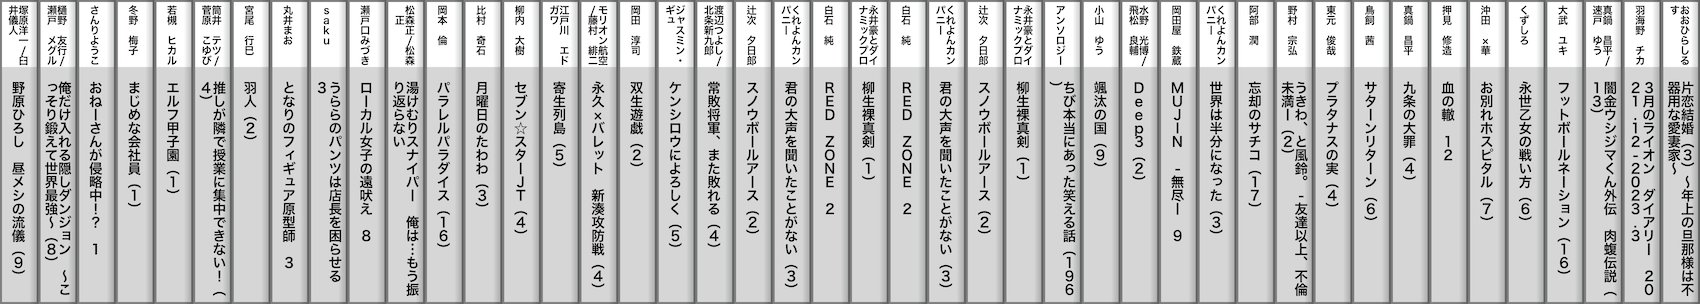 おおひらしる
す
片恋結婚（3）～年上の旦那様は不
器用な愛妻家～
羽海野 チカ
3月のライオン ダイアリー 20
21.12-2023.3
真鍋 昌平/
速戸 ゆう
闇金ウシジマくん外伝 肉蝮伝説（
13）
大武 ユキ
フットボールネーション（16）
くずしろ
永世乙女の戦い方（6）
沖田 ×華
お別れホスピタル（7）
押見 修造
血の轍 12
真鍋 昌平
九条の大罪（4）
鳥飼 茜
サターンリターン（6）
東元 俊哉
プラタナスの実（4）
野村 宗弘
うきわ、と風鈴。-友達以上、不倫
未満ー（2）
阿部 潤
忘却のサチコ（17）
くれよんカン
パニー
世界は半分になった（3）
岡田屋 鉄蔵
MUJIN -無尽ー 9
水野 光博/
飛松 良輔
Deep3（2）
小山 ゆう
颯汰の国（9）
アンソロジー
ちび本当にあった笑える話（196
）
永井豪とダイ
ナミックプロ
柳生裸真剣（1）
辻次 夕日郎
スノウボールアース（2）
くれよんカン
パニー
君の大声を聞いたことがない（3）
白石 純
RED ZONE 2
永井豪とダイ
ナミックプロ
柳生裸真剣（1）
白石 純
RED ZONE 2
くれよんカン
パニー
君の大声を聞いたことがない（3）
辻次 夕日郎
スノウボールアース（2）
渡辺つよし/
北条新九郎
常敗将軍、また敗れる（4）
ジャスミン・
ギュ
ケンシロウによろしく（5）
岡田 淳司
双生遊戯（2）
モリオン航空
/藤村 緋二
永久×バレット 新湊攻防戦（4）
江戸川 エド
ガワ
寄生列島（5）
柳内 大樹
セブン☆スターJT（4）
比村 奇石
月曜日のたわわ（3）
岡本 倫
パラレルパラダイス（16）
松森正/松森
正
湯けむりスナイパー 俺は…もう振
り返らない
瀬戸口みづき
ローカル女子の遠吠え 8
saku
うららのパンツは店長を困らせる
3
丸井まお
となりのフィギュア原型師 3
宮尾 行巳
羽人（2）
筒井 テツ/
菅原 こゆび
推しが隣で授業に集中できない！（
4）
若槻 ヒカル
エルフ甲子園（1）
冬野 梅子
まじめな会社員（1）
さんりようこ
おねーさんが侵略中!? 1
樋野 友行/
瀬戸 メグル
俺だけ入れる隠しダンジョン ～こ
っそり鍛えて世界最強～（8）
塚原洋一/臼
井儀人
野原ひろし 昼メシの流儀（9）